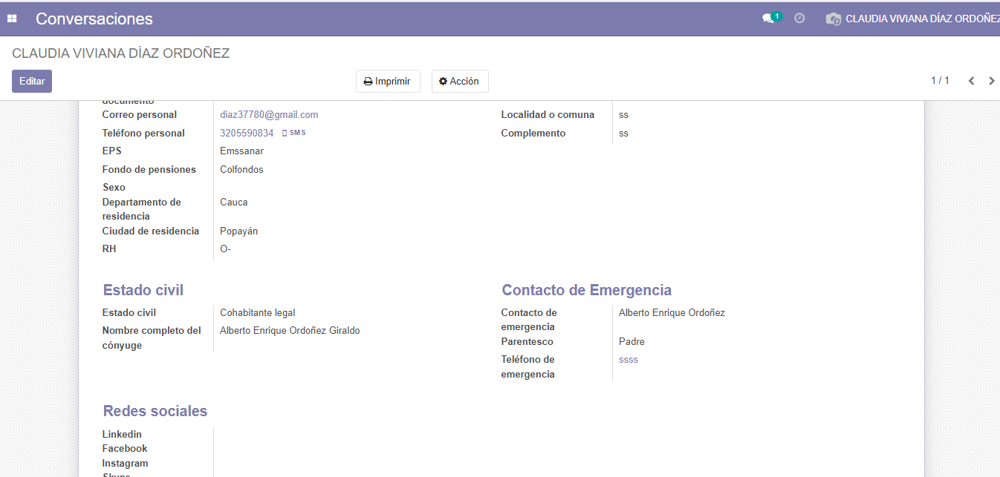 Conversaciones
1
CLAUDIA VIVIANA DÍAZ ORDOÑEZ
CLAUDIA VIVIANA DÍAZ ORDOÑEZ
Editar
Imprimir
Acción
1 / 1
documento
Correo personal
diaz37780@gmail.com
Teléfono personal
3205590834 SMS
EPS
Emssanar
Fondo de pensiones
Colfondos
Sexo
Departamento de
residencia
Cauca
Ciudad de residencia
Popayán
RH
O-
Localidad o comuna
ss
Complemento
ss
Estado civil
Estado civil
Cohabitante legal
Nombre completo del
cónyuge
Alberto Enrique Ordoñez Giraldo
Contacto de Emergencia
Contacto de
emergencia
Alberto Enrique Ordoñez
Parentesco
Padre
Teléfono de
emergencia
ssss
Redes sociales
Linkedin
Facebook
Instagram
Skype